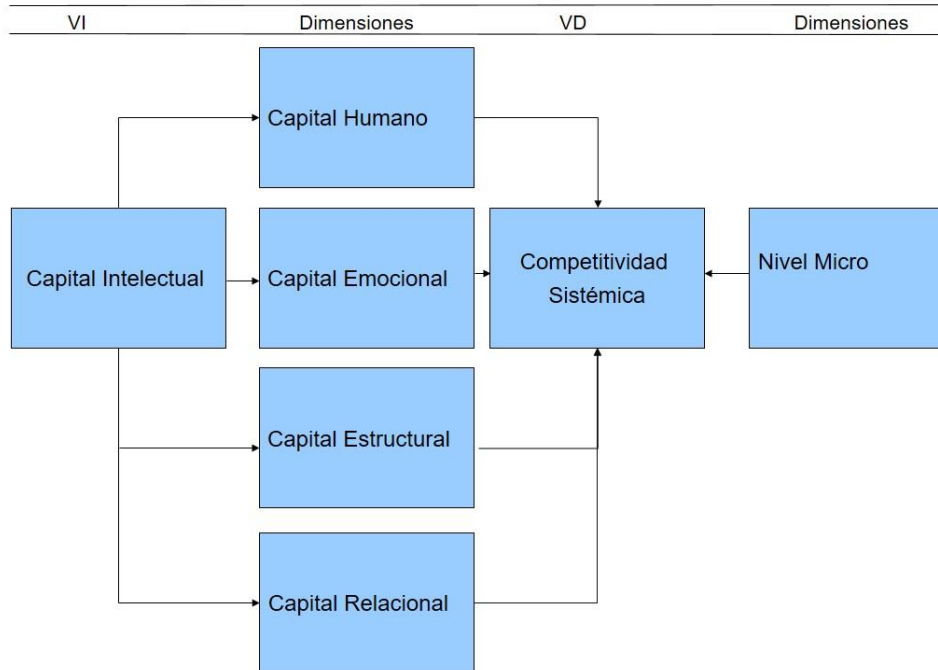 VI Dimensiones VD Dimensiones
Capital Humano
Capital Intelectual
Capital Emocional
Competitividad
Sistémica
Nivel Micro
Capital Estructural
Capital Relacional